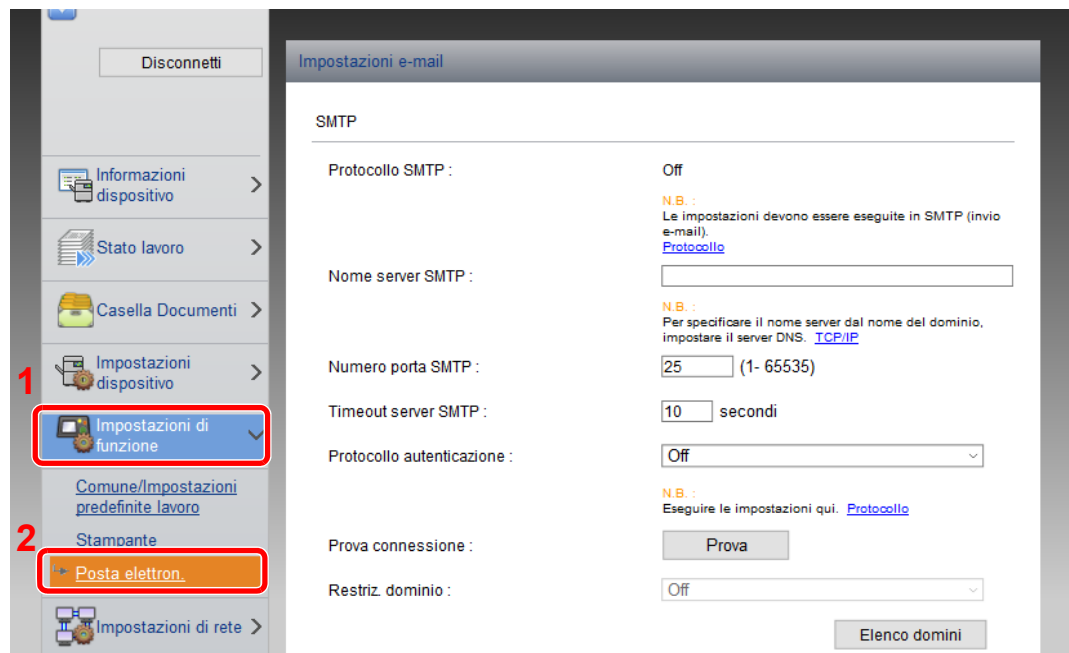 Disconnetti
Informazioni
dispositivo
Stato lavoro
Casella Documenti
1
Impostazioni
dispositivo
Impostazioni di
funzione
Comune/Impostazioni
predefinite lavoro
2
Stampante
Posta elettron.
Impostazioni di rete
Impostazioni e-mail
SMTP
Protocollo SMTP :
Off
N.B. :
Le impostazioni devono essere eseguite in SMTP (invio
e-mail).
Protocollo
Nome server SMTP :
N.B. :
Per specificare il nome server dal nome del dominio,
impostare il server DNS. TCP/IP
Numero porta SMTP :
25 (1- 65535)
Timeout server SMTP :
10 secondi
Protocollo autenticazione :
Off
N.B. :
Eseguire le impostazioni qui. Protocollo
Prova connessione :
Prova
Restriz. dominio :
Off
Elenco domini